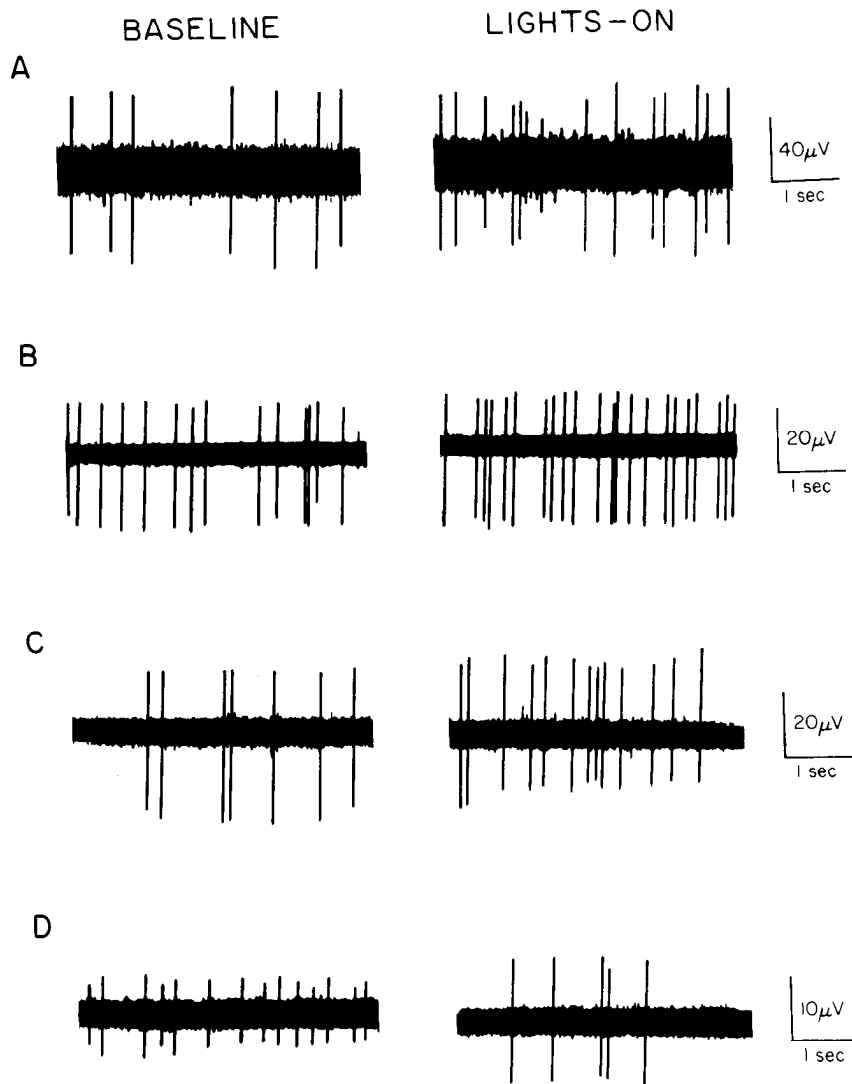 BASELINE
LIGHTS-ON
A
40μV
1 sec
B
20μV
1 sec
C
20μV
1 sec
D
10μV
1 sec